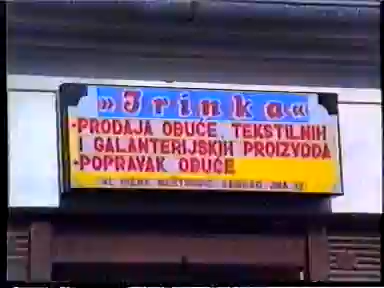 »Irinka«
•PRODAJA OBUĆE, TEKSTILNIH
I GALANTERIJSKIH PROIZVODA
•POPRAVAK OBUĆE